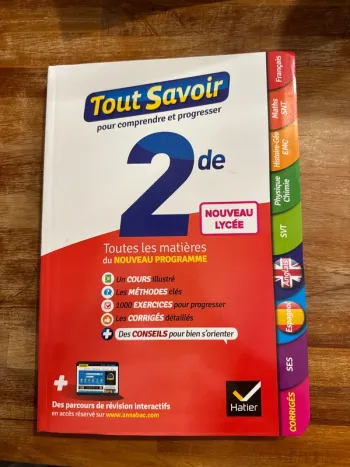 Tout Savoir
pour comprendre et progresser
2de
NOUVEAU
LYCÉE
Toutes les matières
du NOUVEAU PROGRAMME
Un COURS illustré
Les MÉTHODES clés
1000 EXERCICES pour progresser
Les CORRIGÉS détaillés
+ Des CONSEILS pour bien s'orienter
+
Des parcours de révision interactifs
en accès réservé sur www.annabac.com
Hatier
Français
Maths
SNT
Histoire-Géo
EMC
Physique
Chimie
SVT
Anglais
Espagnol
SES
CORRIGÉS